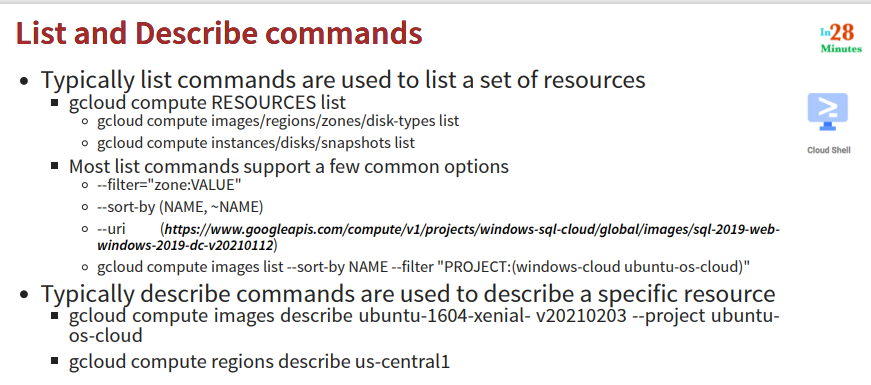 List and Describe commands
In28
Minutes
• Typically list commands are used to list a set of resources
▪ gcloud compute RESOURCES list
◦ gcloud compute images/regions/zones/disk-types list
◦ gcloud compute instances/disks/snapshots list
▪ Most list commands support a few common options
◦ --filter="zone:VALUE"
◦ --sort-by (NAME, ~NAME)
◦ --uri (https://www.googleapis.com/compute/v1/projects/windows-sql-cloud/global/images/sql-2019-web-
windows-2019-dc-v20210112)
◦ gcloud compute images list --sort-by NAME --filter "PROJECT:(windows-cloud ubuntu-os-cloud)"
• Typically describe commands are used to describe a specific resource
▪ gcloud compute images describe ubuntu-1604-xenial- v20210203 --project ubuntu-
os-cloud
▪ gcloud compute regions describe us-central1
Cloud Shell